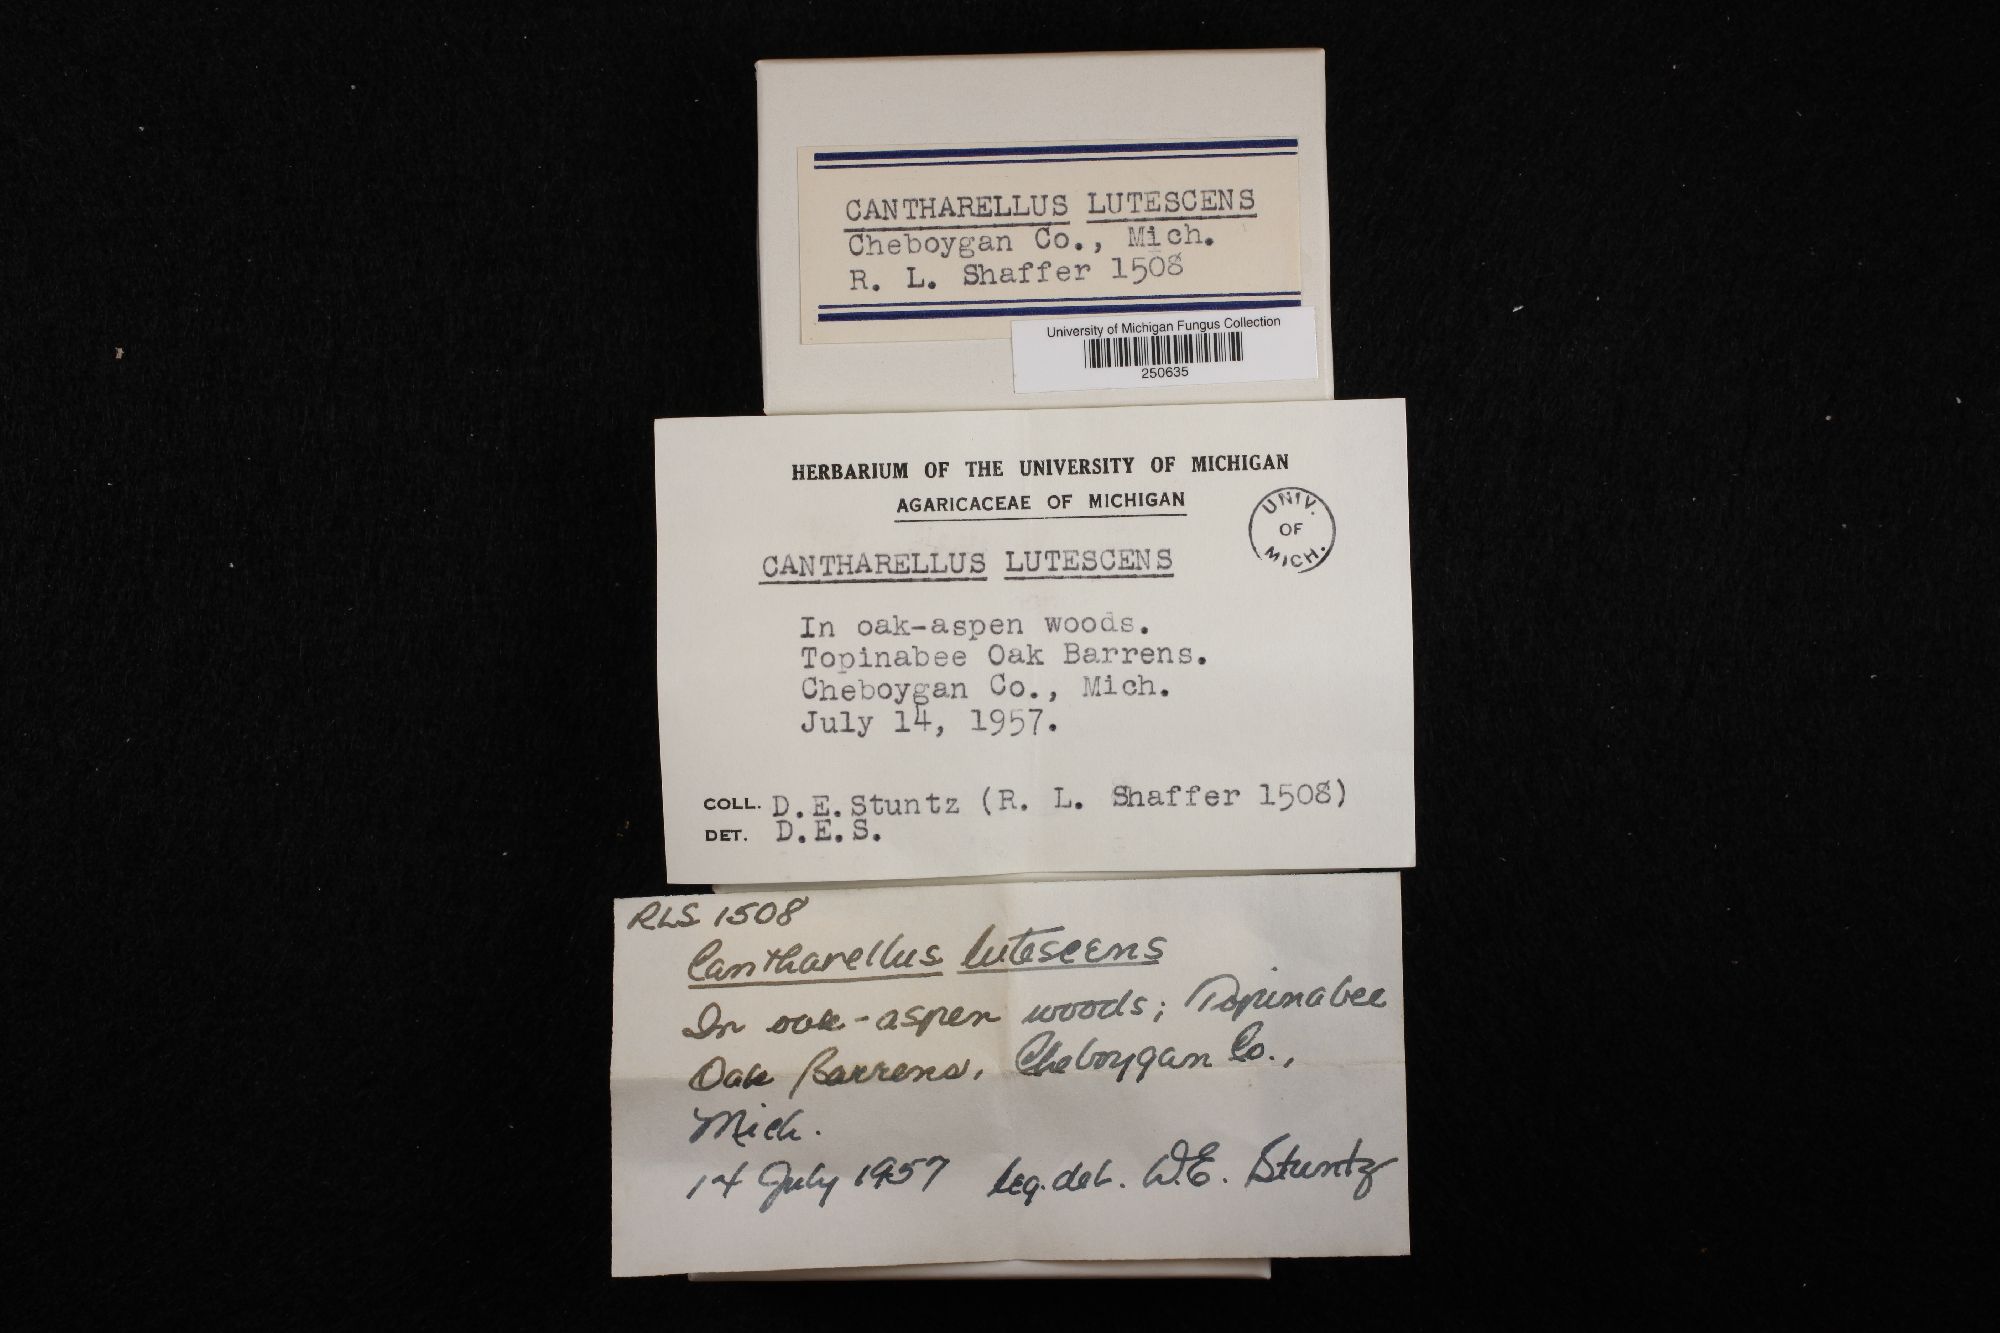 CANTHARELLUS LUTESCENS
Cheboygan Co., Mich.
R. L. Shaffer 1508
University of Michigan Fungus Collection
250635
HERBARIUM OF THE UNIVERSITY OF MICHIGAN
AGARICACEAE OF MICHIGAN
UNIV.
OF
MICH.
CANTHARELLUS LUTESCENS
In oak-aspen woods.
Topinabee Oak Barrens.
Cheboygan Co., Mich.
July 14, 1957.
COLL. D.E.Stuntz (R. L. Shaffer 1508)
DET. D.E.S.
RLS 1508
Cantharellus lutescens
In oak-aspen woods; Topinabee
Oak Barrens, Cheboygan Co.,
Mich.
14 July 1957 leg. det. D.E. Stuntz